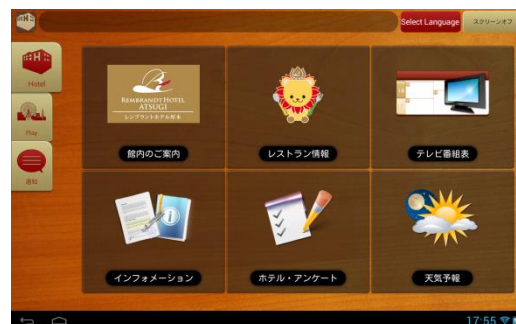 Select Language
スクリーンオフ
Hotel
Play
通知
REMBRANDT HOTEL
ATSUGI
レンブラントホテル厚木
館内のご案内
レストラン情報
テレビ番組表
インフォメーション
ホテル・アンケート
天気予報
17:55